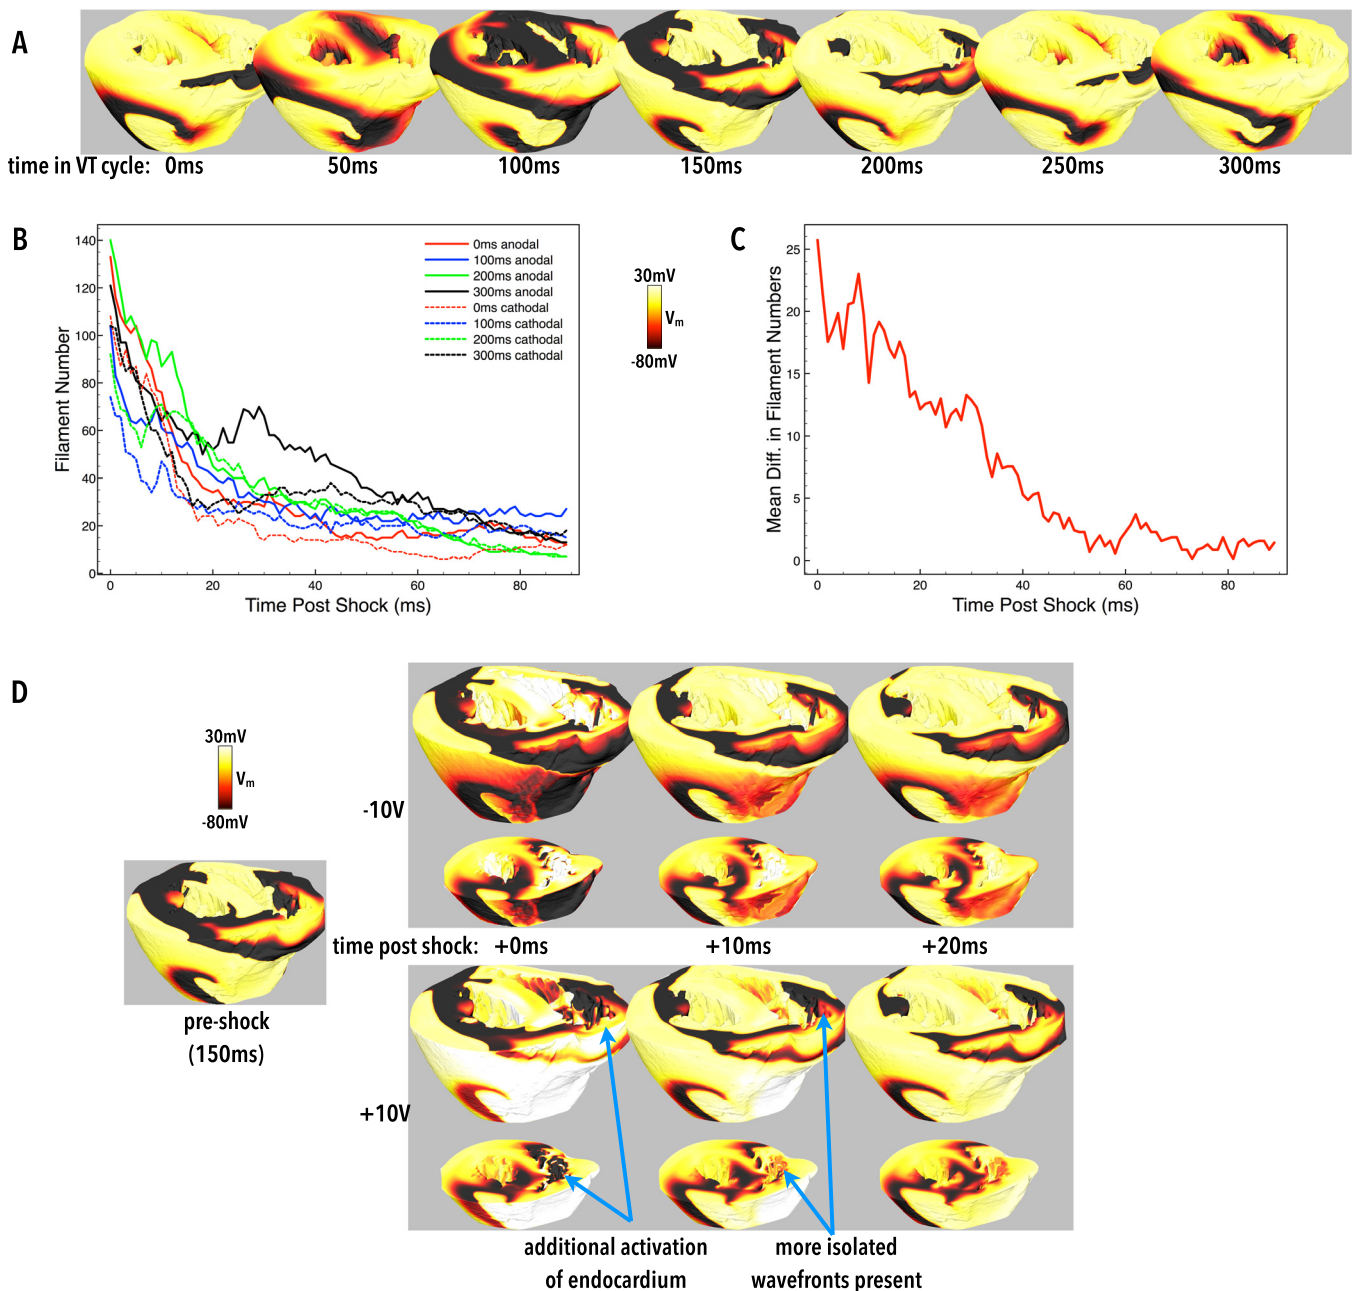 A
time in VT cycle: 0ms 50ms 100ms 150ms 200ms 250ms 300ms
B
140
120
100
80
60
40
20
0
0 20 40 60 80
Filament Number
Time Post Shock (ms)
0ms anodal
100ms anodal
200ms anodal
300ms anodal
0ms cathodal
100ms cathodal
200ms cathodal
300ms cathodal
30mV
Vm
-80mV
C
25
20
15
10
5
0
0 20 40 60 80
Mean Diff. in Filament Numbers
Time Post Shock (ms)
D
30mV
Vm
-80mV
pre-shock
(150ms)
-10V
time post shock: +0ms +10ms +20ms
+10V
additional activation
of endocardium
more isolated
wavefronts present